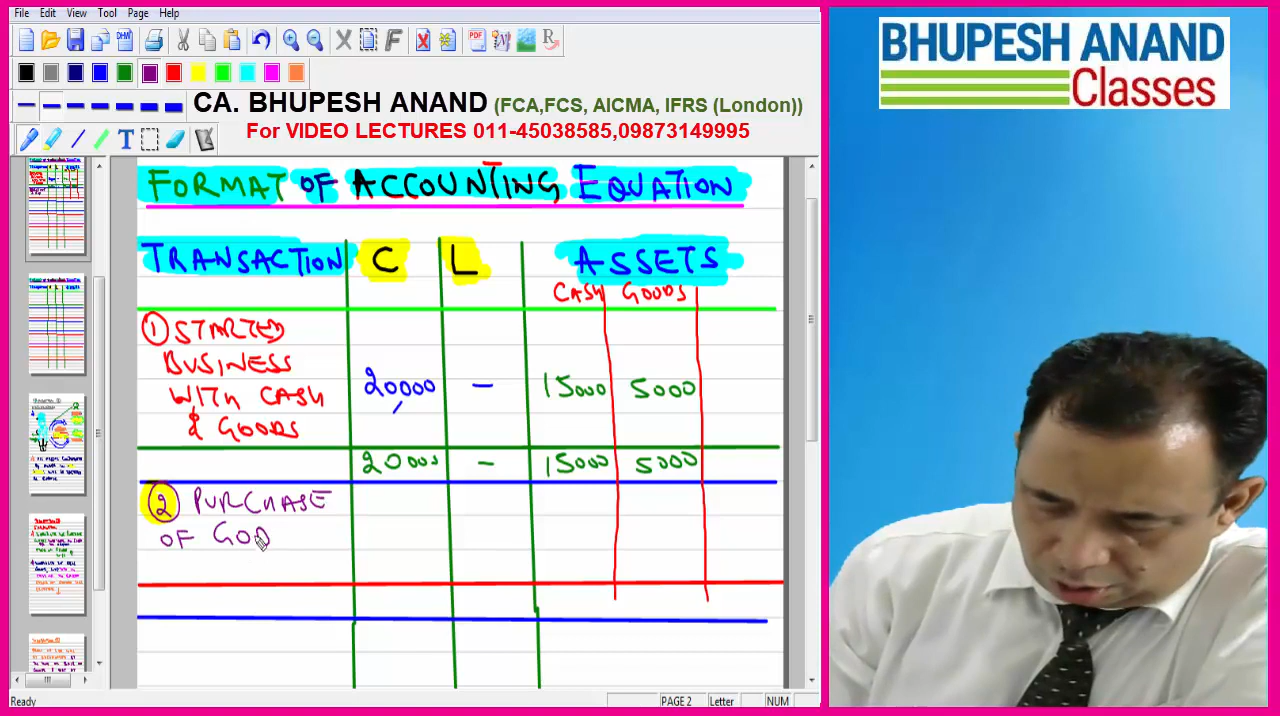 File Edit View Tool Page Help
BHUPESH ANAND
Classes
CA. BHUPESH ANAND (FCA,FCS, AICMA, IFRS (London))
For VIDEO LECTURES 011-45038585,09873149995
FORMAT OF ACCOUNTING EQUATION
TRANSACTION C L ASSETS
CASH GOODS
① STARTED
BUSINESS
WITH CASH 20000 – 15000 5000
& GOODS
20000 – 15000 5000
② PURCHASE
OF GOO
Ready PAGE 2 Letter NUM